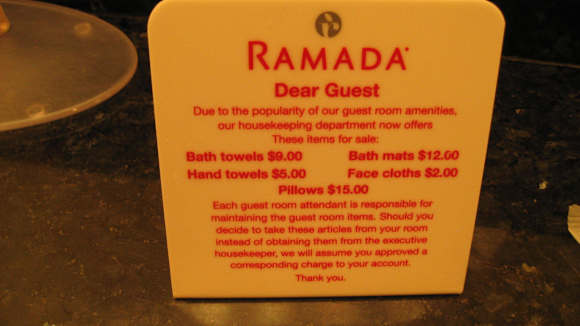 RAMADA
Dear Guest
Due to the popularity of our guest room amenities,
our housekeeping department now offers
These items for sale:
Bath towels $9.00 Bath mats $12.00
Hand towels $5.00 Face cloths $2.00
Pillows $15.00
Each guest room attendant is responsible for
maintaining the guest room items. Should you
decide to take these articles from your room
instead of obtaining them from the executive
housekeeper, we will assume you approved a
corresponding charge to your account.
Thank you.